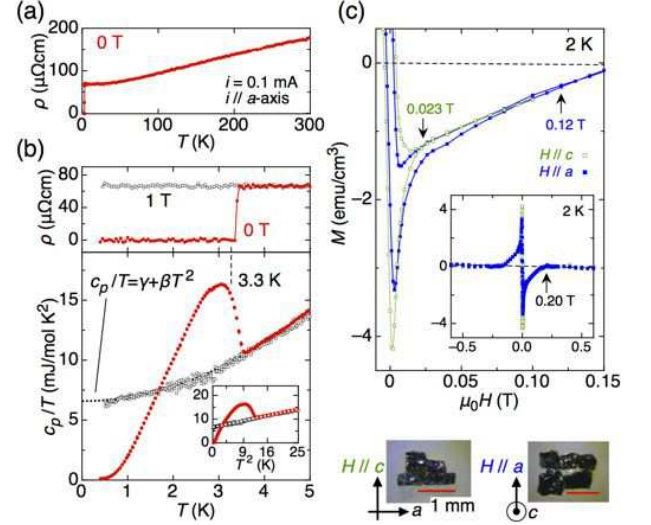 (a)
200
100
0
ρ (μΩcm)
0 T
i = 0.1 mA
i // a-axis
0 100 200 300
T (K)
(b)
80
40
0
ρ (μΩcm)
1 T
0 T
c_p/T=γ+βT²
3.3 K
15
10
5
0
c_p/T (mJ/mol K²)
20
10
0
0 9 16 25
T² (K)
0 1 2 3 4 5
T (K)
(c)
0
−2
−4
M (emu/cm³)
2 K
0.023 T
0.12 T
H // c
H // a
4
0
−4
2 K
0.20 T
−0.5 0.0 0.5
0 0.05 0.10 0.15
μ₀H (T)
H // c
a
1 mm
H // a
c